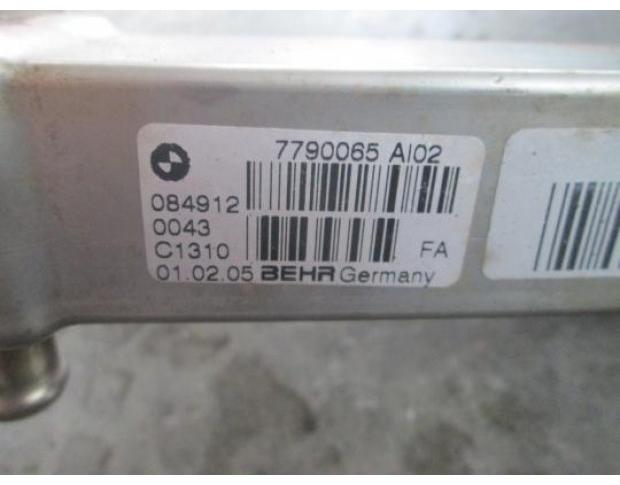 7790065 AI02
084912
0043
C1310 FA
01.02.05 BEHR Germany